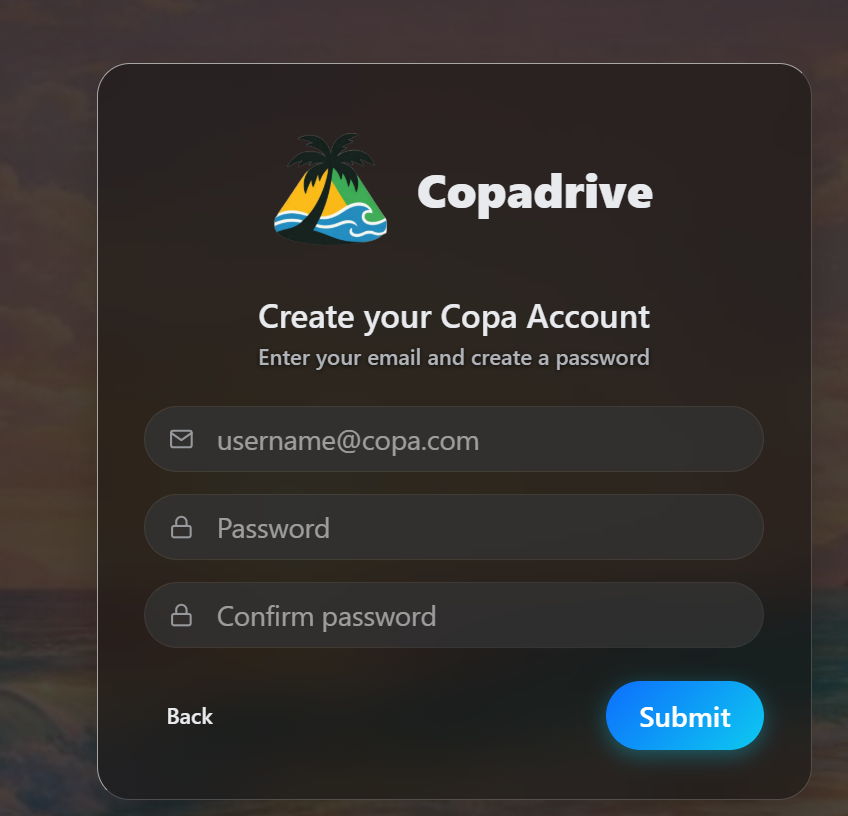 Copadrive
Create your Copa Account
Enter your email and create a password
username@copa.com
Password
Confirm password
Back
Submit